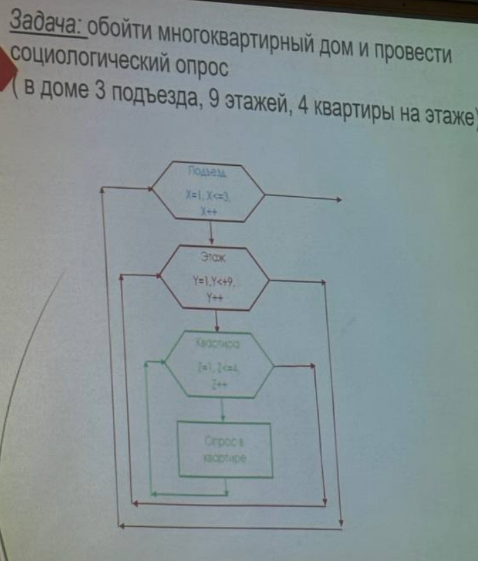 Задача: обойти многоквартирный дом и провести
социологический опрос
( в доме 3 подъезда, 9 этажей, 4 квартиры на этаже)
Подъезд
X=1, X<=3,
X++
Этаж
Y=1,Y<+9,
Y++
Квартира
Z=1, Z<=4,
Z++
Опрос в
квартире